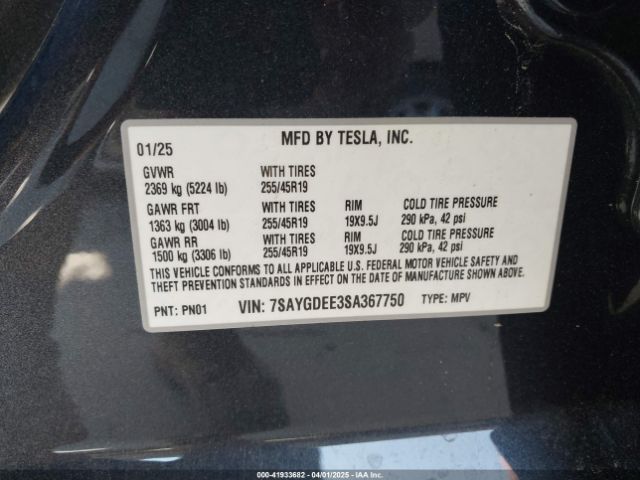 01/25 MFD BY TESLA, INC.
GVWR WITH TIRES
2369 kg (5224 lb) 255/45R19
GAWR FRT WITH TIRES RIM COLD TIRE PRESSURE
1363 kg (3004 lb) 255/45R19 19X9.5J 290 kPa, 42 psi
GAWR RR WITH TIRES RIM COLD TIRE PRESSURE
1500 kg (3306 lb) 255/45R19 19X9.5J 290 kPa, 42 psi
THIS VEHICLE CONFORMS TO ALL APPLICABLE U.S. FEDERAL MOTOR VEHICLE SAFETY AND
THEFT PREVENTION STANDARDS IN EFFECT ON THE DATE OF MANUFACTURE SHOWN ABOVE.
PNT: PN01 VIN: 7SAYGDEE3SA367750 TYPE: MPV
000-41933682 - 04/01/2025 - IAAI.COM